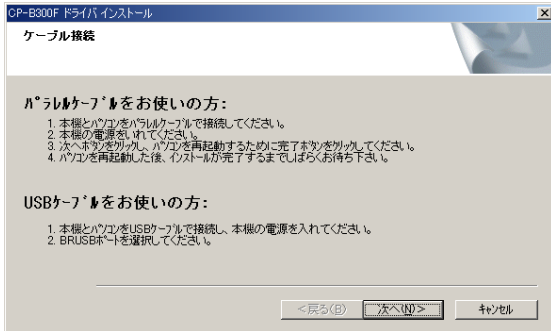 CP-B300F ドライバ インストール
ケーブル接続
ﾊﾟﾗﾚﾙｹｰﾌﾞﾙをお使いの方:
1. 本機とﾊﾟｿｺﾝをﾊﾟﾗﾚﾙｹｰﾌﾞﾙで接続してください。
2. 本機の電源をいれてください。
3. 次へﾎﾞﾀﾝをｸﾘｯｸし、ﾊﾟｿｺﾝを再起動するために完了ﾎﾞﾀﾝをｸﾘｯｸしてください。
4. ﾊﾟｿｺﾝを再起動した後、ｲﾝｽﾄｰﾙが完了するまでしばらくお待ち下さい。
USBｹｰﾌﾞﾙをお使いの方:
1. 本機とﾊﾟｿｺﾝをUSBｹｰﾌﾞﾙで接続し、本機の電源を入れてください。
2. BRUSBﾎﾟｰﾄを選択してください。
<戻る(B) 次へ(N)> ｷｬﾝｾﾙ